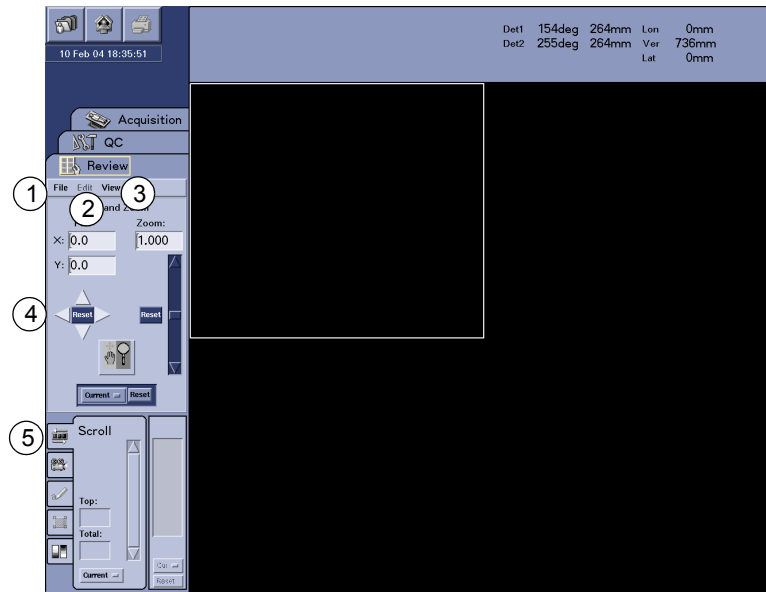 10 Feb 04 18:35:51
Det1 154deg 264mm Lon 0mm
Det2 255deg 264mm Ver 736mm
Lat 0mm
Acquisition
QC
Review
1 File Edit View 3
2 and
Zoom:
X: 0.0 1.000
Y: 0.0
4 Reset Reset
Current Reset
5 Scroll
Top:
Total:
Cur
Current Reset